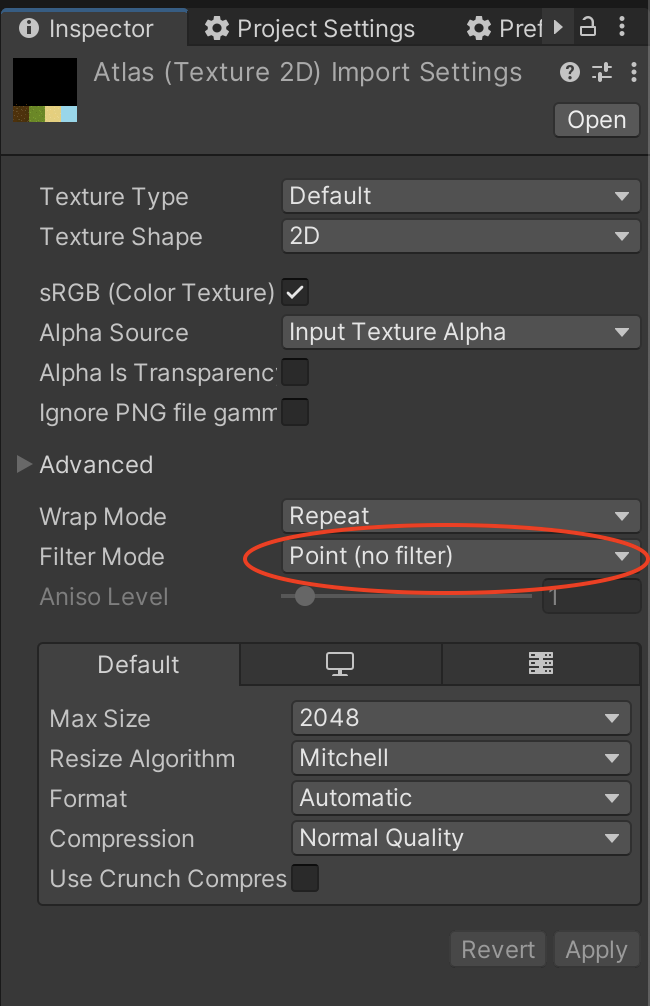 Inspector Project Settings Pref
Atlas (Texture 2D) Import Settings
Open
Texture Type Default
Texture Shape 2D
sRGB (Color Texture)
Alpha Source Input Texture Alpha
Alpha Is Transparenc
Ignore PNG file gamm
Advanced
Wrap Mode Repeat
Filter Mode Point (no filter)
Aniso Level 1
Default
Max Size 2048
Resize Algorithm Mitchell
Format Automatic
Compression Normal Quality
Use Crunch Compres
Revert Apply